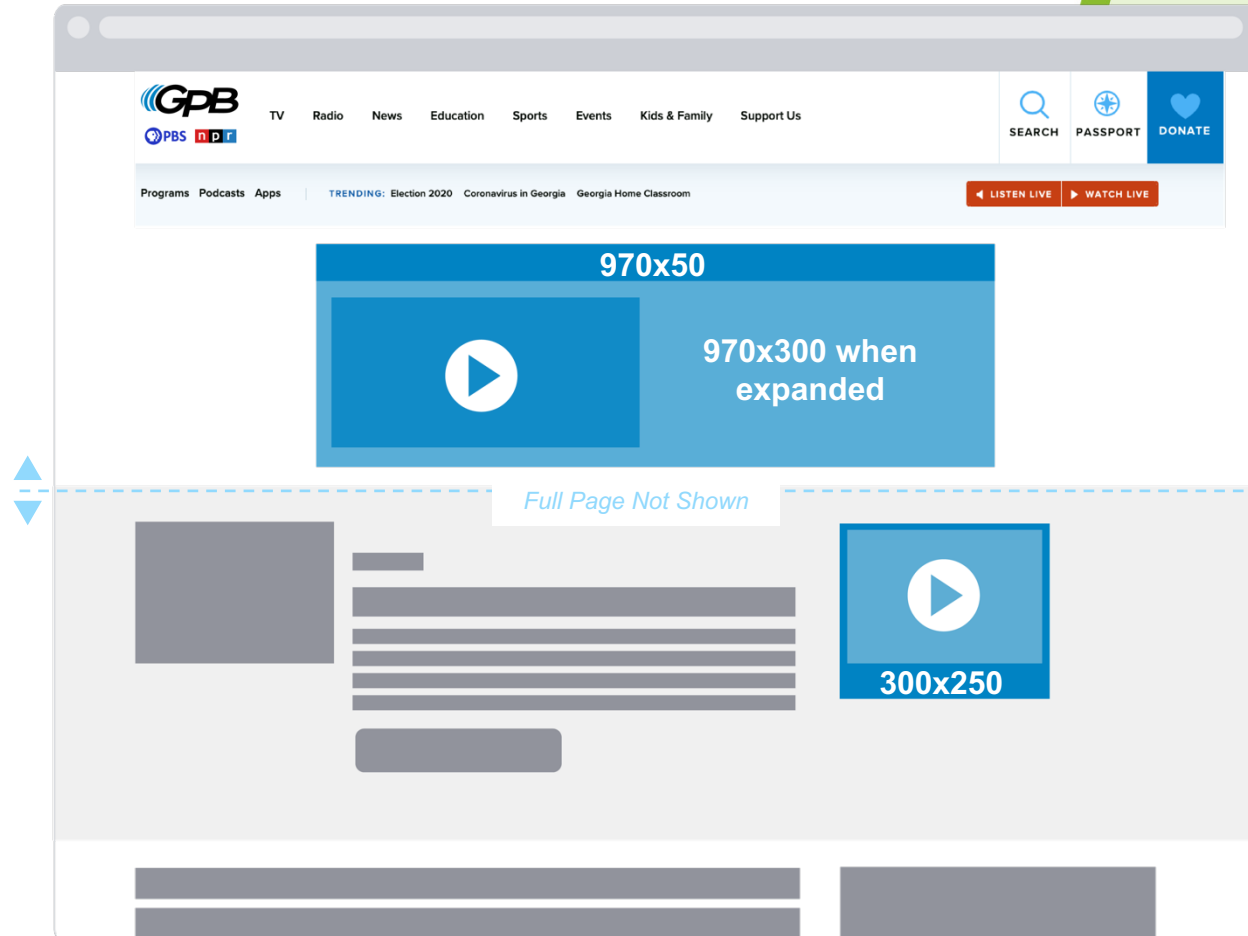 GPB
PBS npr
TV Radio News Education Sports Events Kids & Family Support Us
SEARCH PASSPORT DONATE
Programs Podcasts Apps TRENDING: Election 2020 Coronavirus in Georgia Georgia Home Classroom LISTEN LIVE WATCH LIVE
970x50
970x300 when
expanded
Full Page Not Shown
300x250